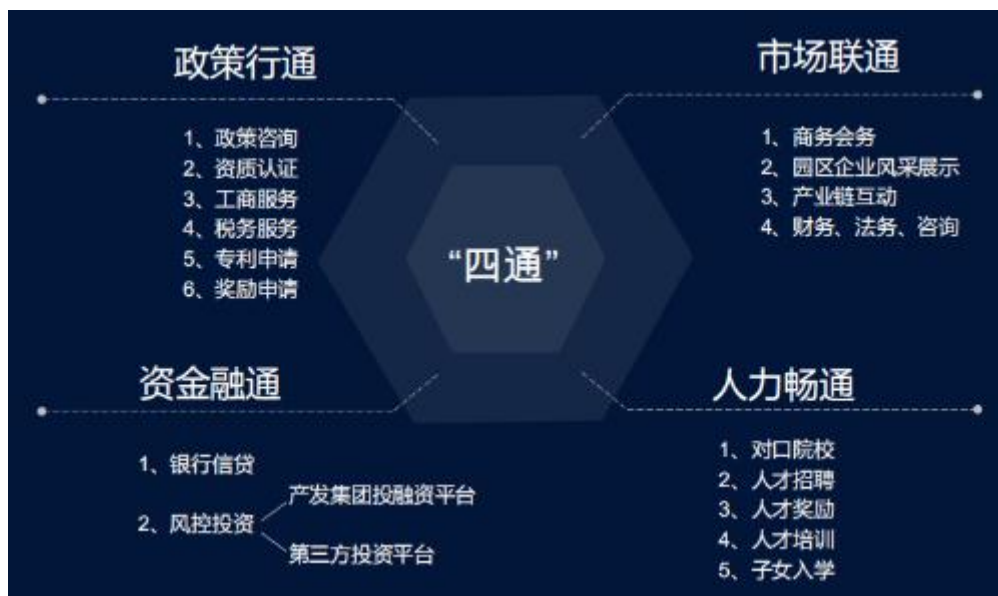 政策行通
1、政策咨询
2、资质认证
3、工商服务
4、税务服务
5、专利申请
6、奖励申请
市场联通
1、商务会务
2、园区企业风采展示
3、产业链互动
4、财务、法务、咨询
“四通”
资金融通
1、银行信贷
2、风控投资
产发集团投融资平台
第三方投资平台
人力畅通
1、对口院校
2、人才招聘
3、人才奖励
4、人才培训
5、子女入学